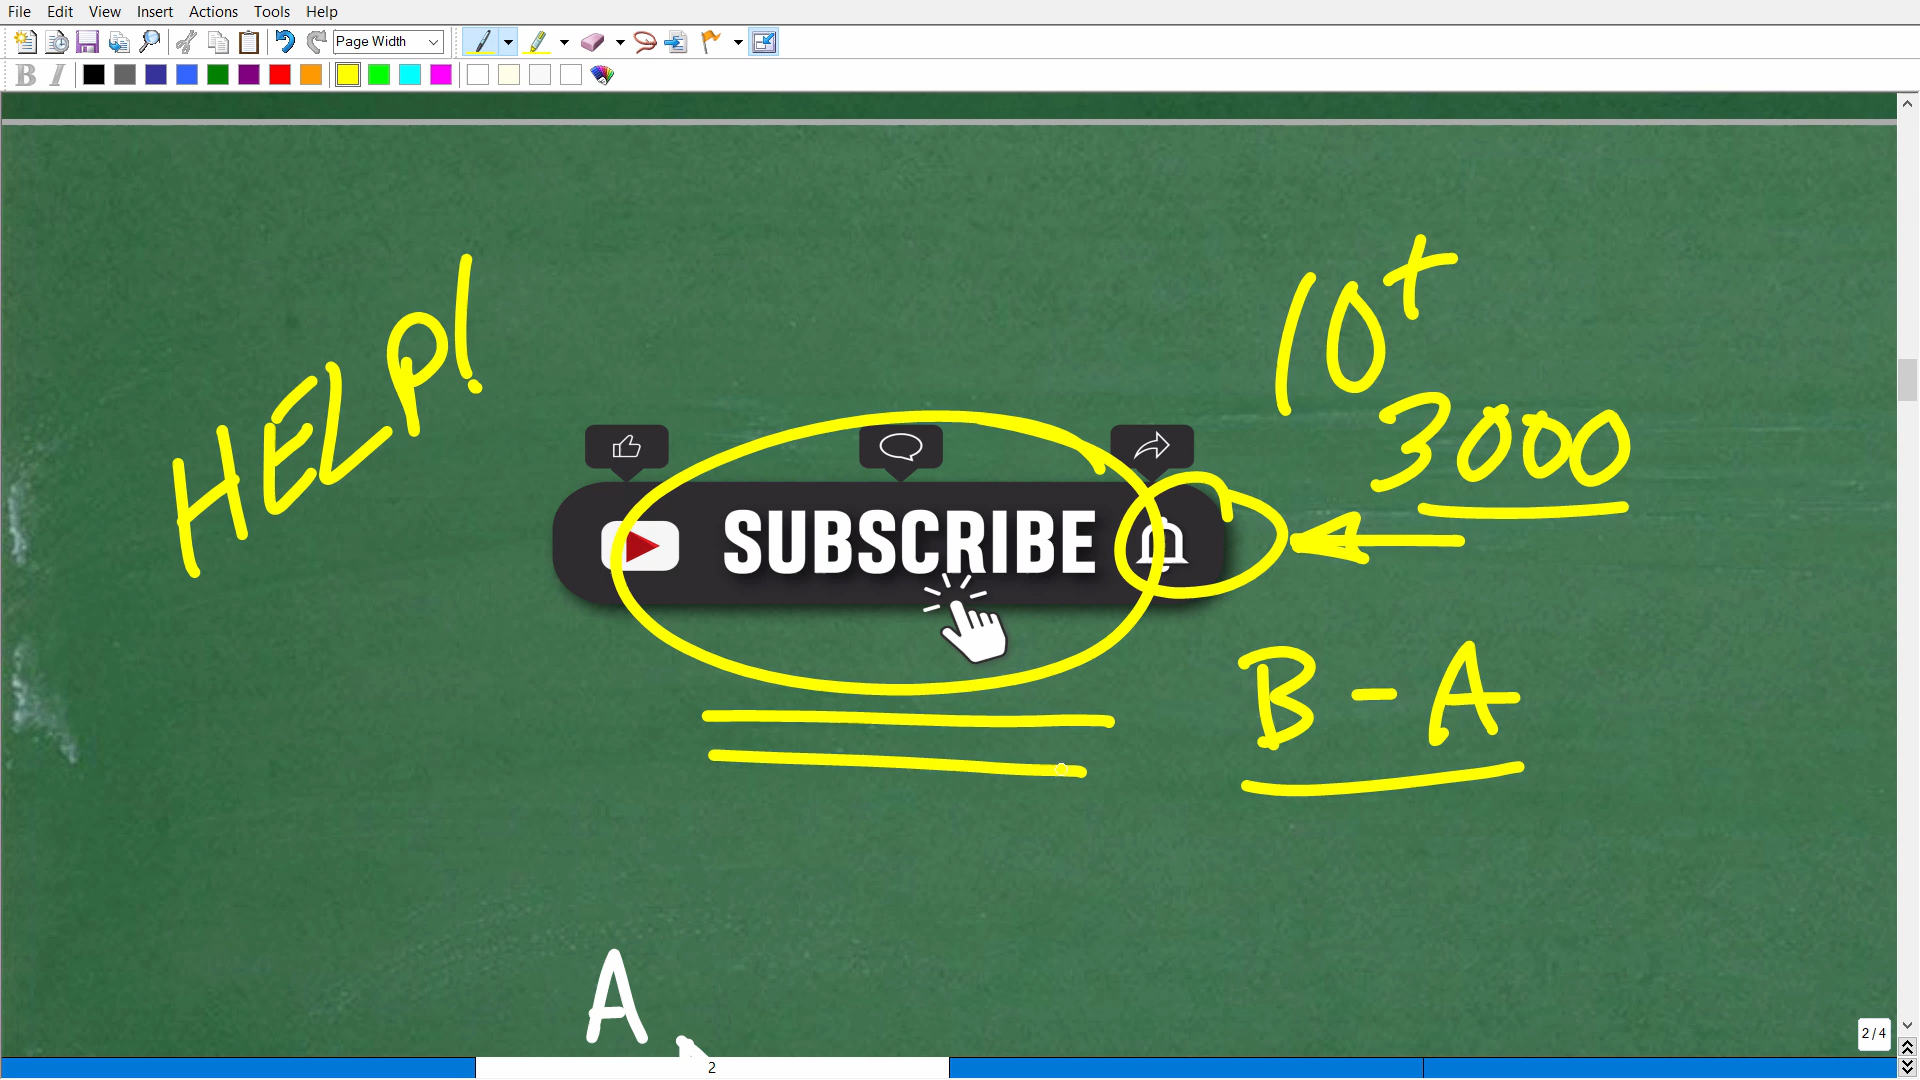 File Edit View Insert Actions Tools Help
Page Width
B I
HELP!
10+
3000
SUBSCRIBE
B - A
A
2/4
2